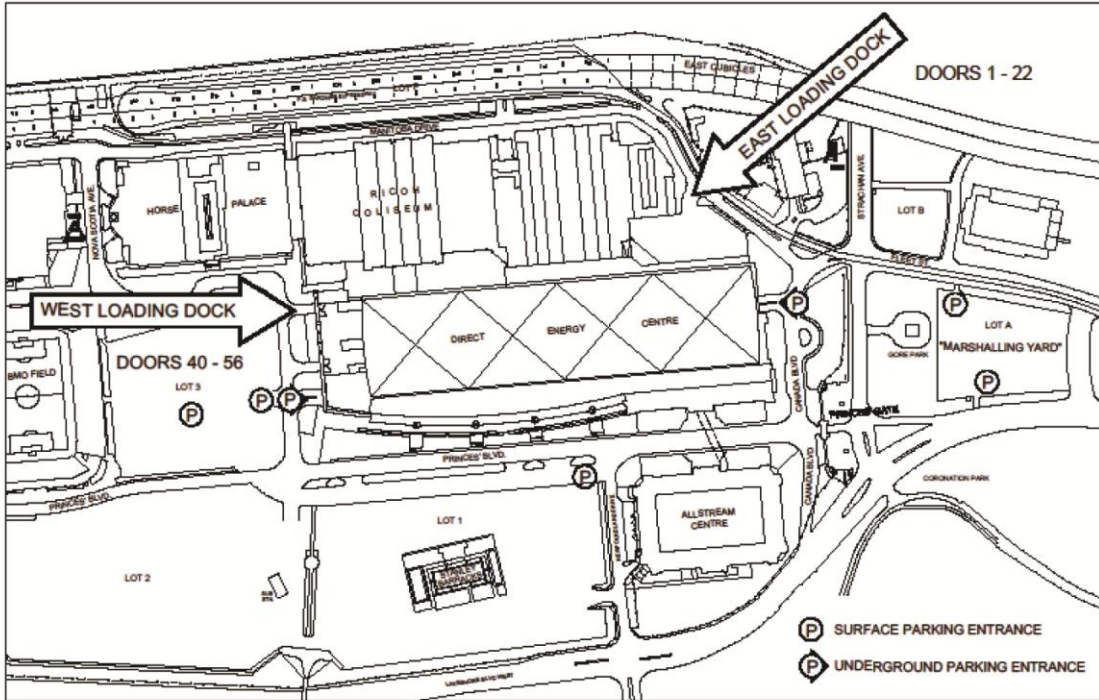 EAST CUBICLES
DOORS 1 - 22
EAST LOADING DOCK
MANITOBA DRIVE
RICOH
COLISEUM
HORSE
PALACE
NOVA SCOTIA AVE.
STRACHAN AVE.
LOT B
FLEET ST
WEST LOADING DOCK
DOORS 40 - 56
BMO FIELD
LOT 3
P
P
P
DIRECT
ENERGY
CENTRE
P
CANADA BLVD
GORE PARK
P
LOT A
"MARSHALLING YARD"
P
PRINCES' GATE
PRINCES' BLVD.
PRINCES' BLVD
P
CANADA BLVD
CORONATION PARK
ALLSTREAM
CENTRE
LOT 1
STANLEY
BARRACKS
LOT 2
P SURFACE PARKING ENTRANCE
P UNDERGROUND PARKING ENTRANCE